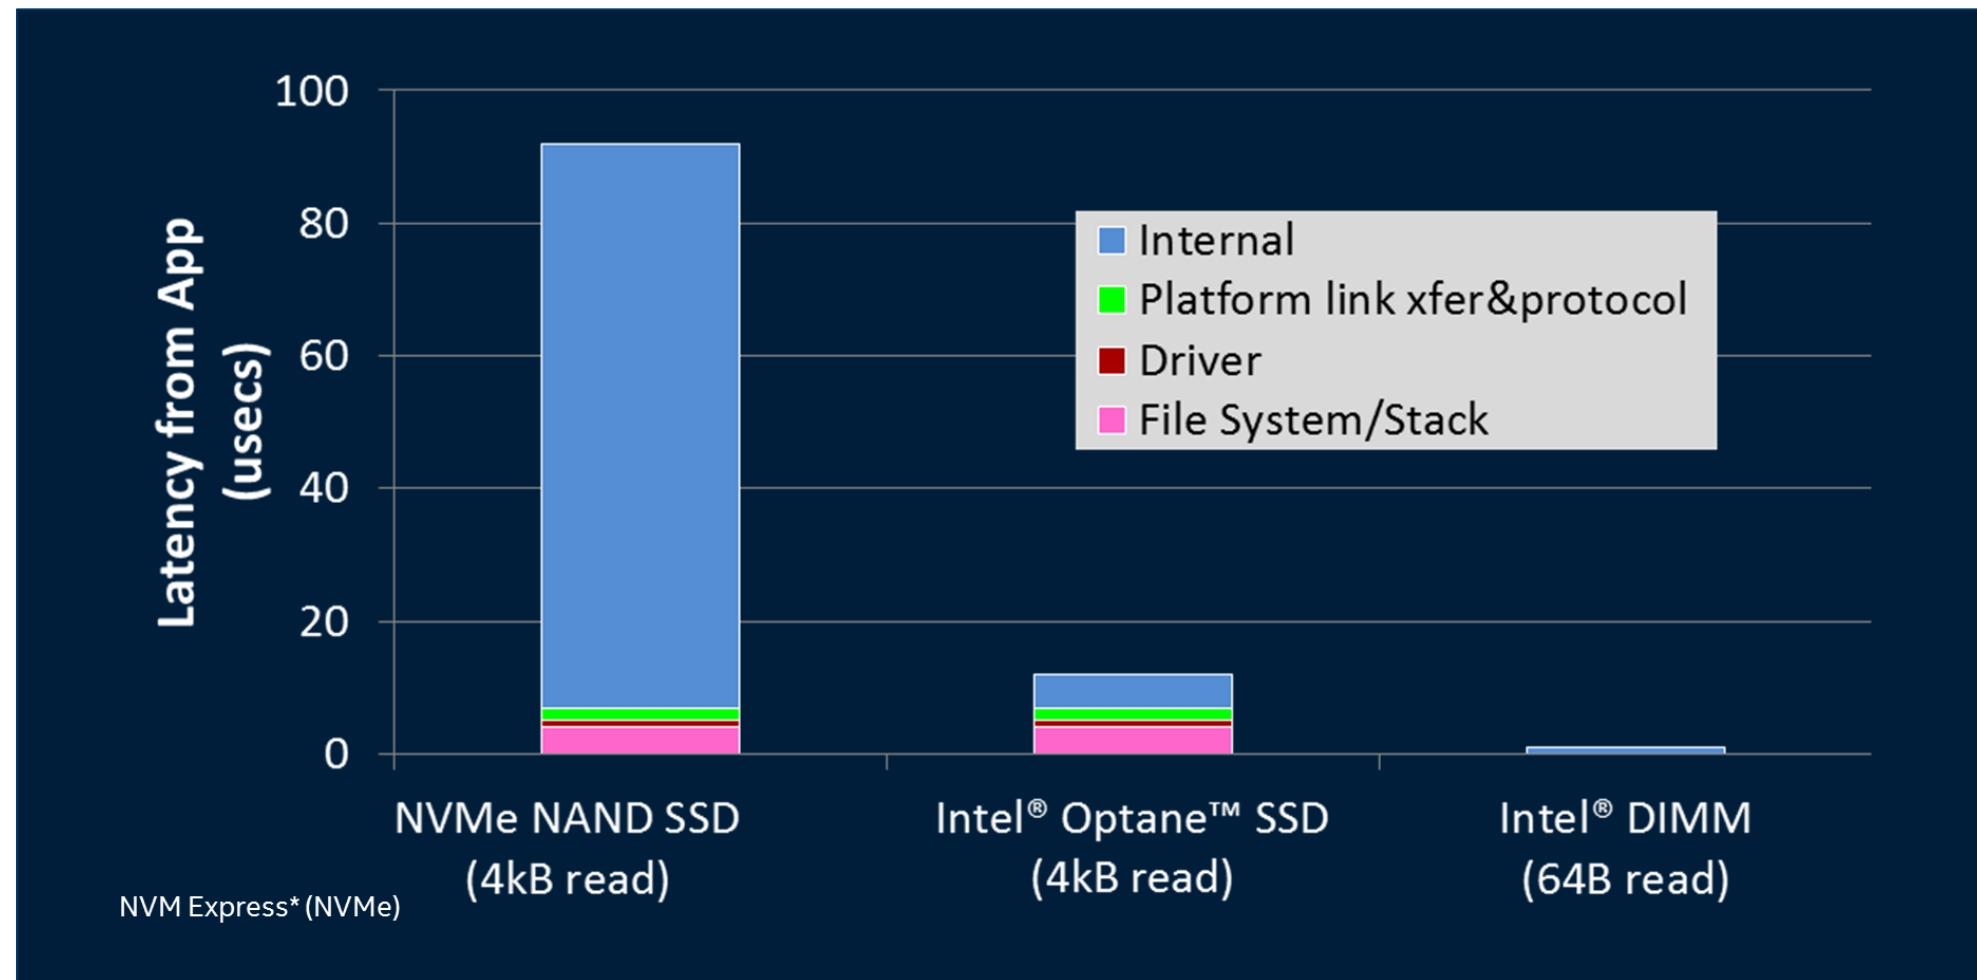 100
80
60
40
20
0
Latency from App
(usecs)
Internal
Platform link xfer&protocol
Driver
File System/Stack
NVMe NAND SSD
(4kB read)
Intel® Optane™ SSD
(4kB read)
Intel® DIMM
(64B read)
NVM Express* (NVMe)